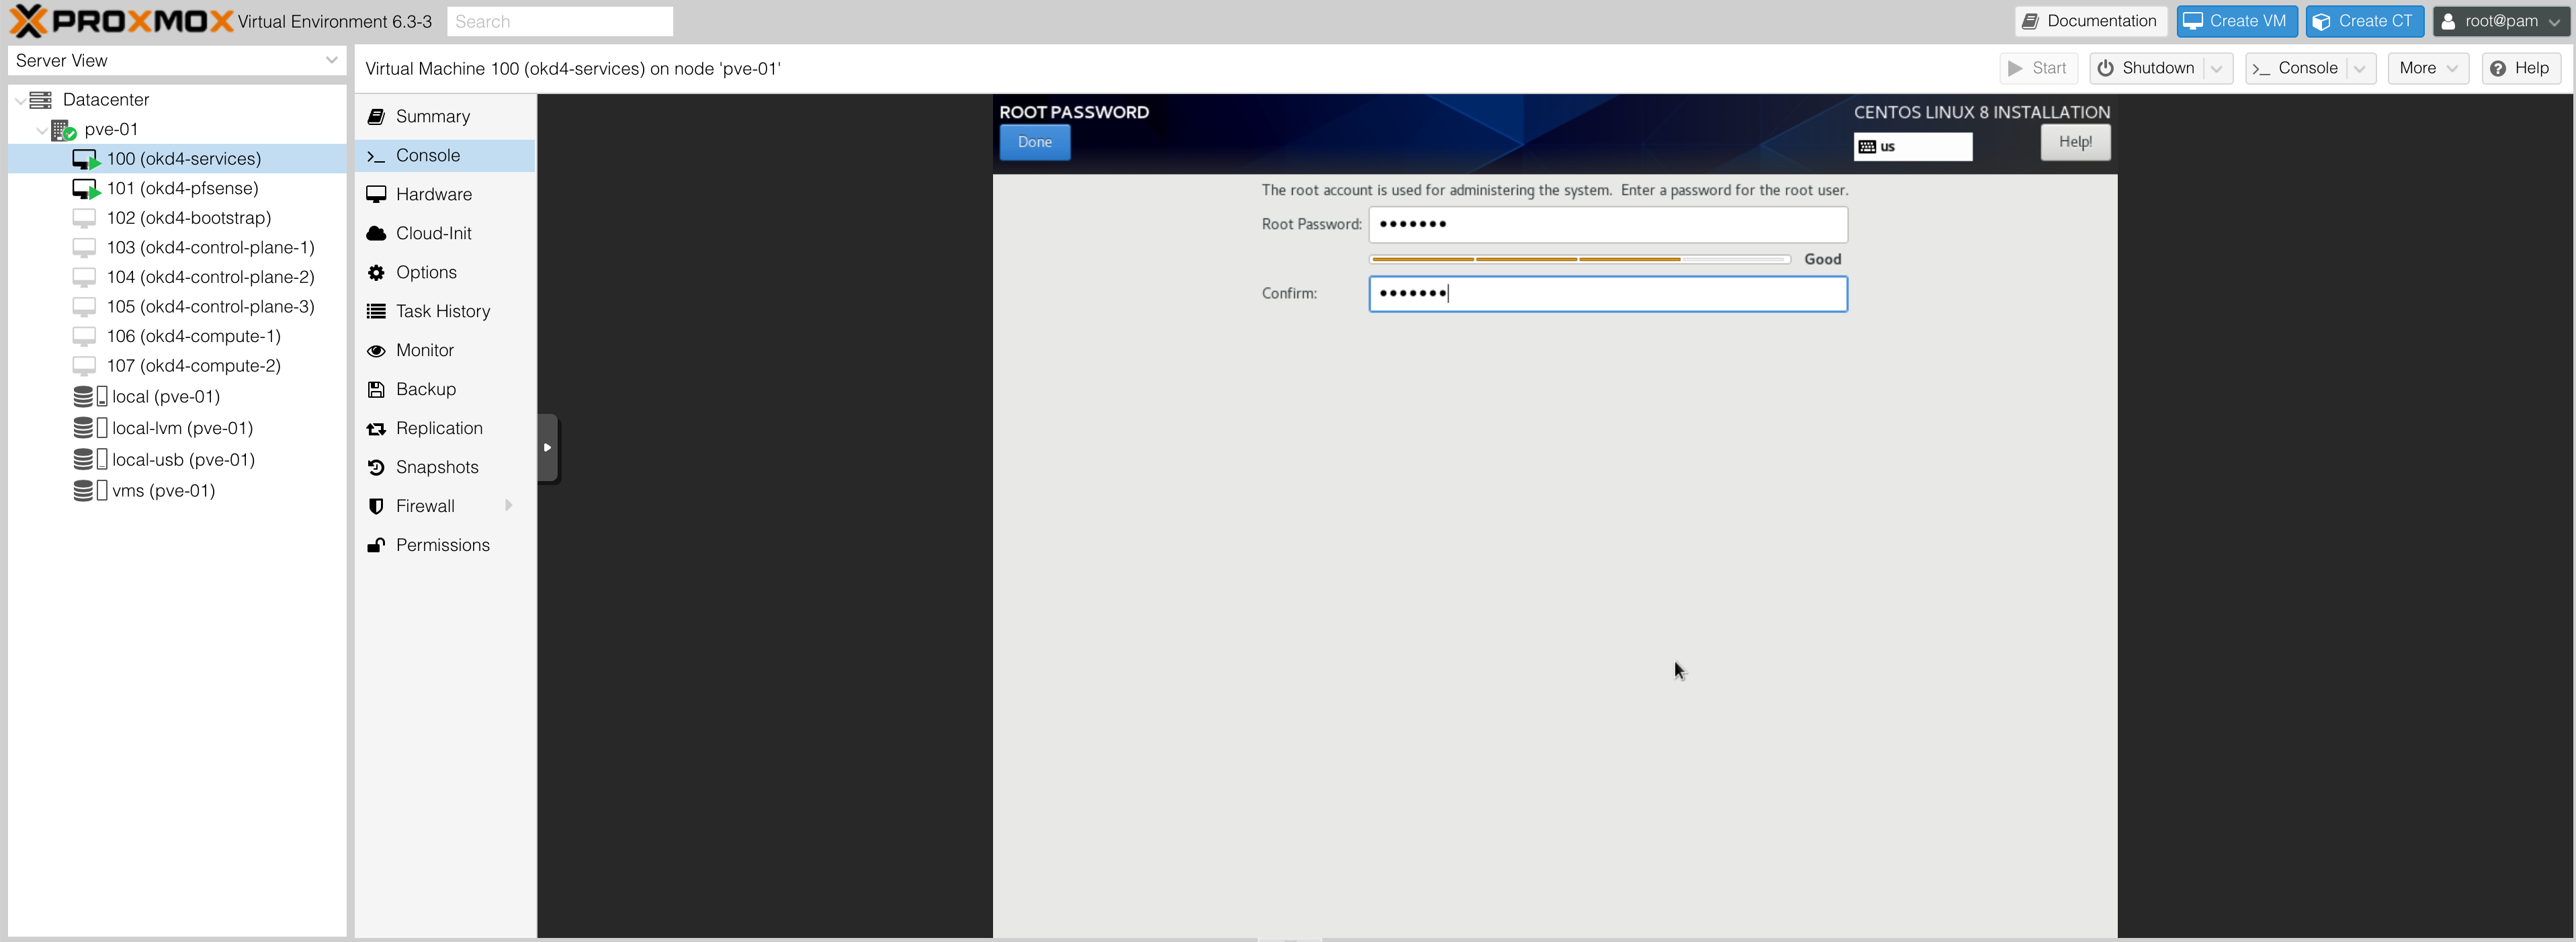 PROXMOX Virtual Environment 6.3-3 Search Documentation Create VM Create CT root@pam
Server View
Datacenter
pve-01
100 (okd4-services)
101 (okd4-pfsense)
102 (okd4-bootstrap)
103 (okd4-control-plane-1)
104 (okd4-control-plane-2)
105 (okd4-control-plane-3)
106 (okd4-compute-1)
107 (okd4-compute-2)
local (pve-01)
local-lvm (pve-01)
local-usb (pve-01)
vms (pve-01)
Virtual Machine 100 (okd4-services) on node 'pve-01' Start Shutdown Console More Help
Summary
Console
Hardware
Cloud-Init
Options
Task History
Monitor
Backup
Replication
Snapshots
Firewall
Permissions
ROOT PASSWORD CENTOS LINUX 8 INSTALLATION
Done us Help!
The root account is used for administering the system. Enter a password for the root user.
Root Password: •••••••
Good
Confirm: •••••••